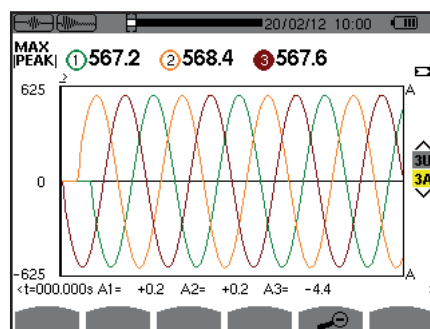 20/02/12 10:00
MAX
|PEAK| 1 567.2 2 568.4 3 567.6
625 A
3U
0 3A
-625 A
<t=000.000s A1= +0.2 A2= +0.2 A3= -4.4